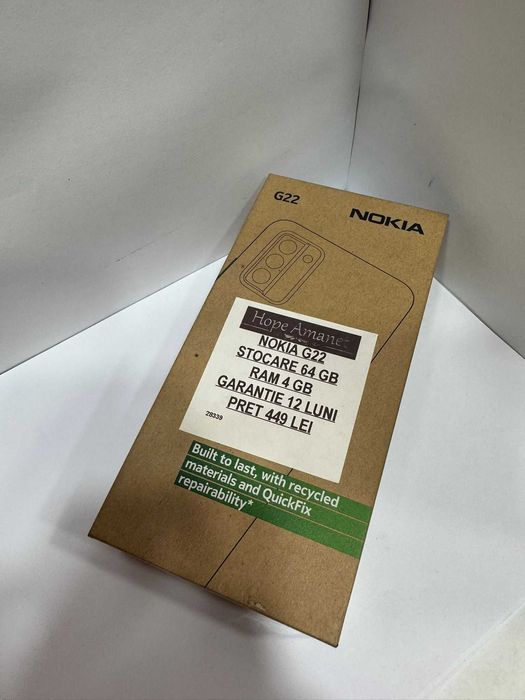 G22
NOKIA
Hope Amanet
NOKIA G22
STOCARE 64 GB
RAM 4 GB
GARANTIE 12 LUNI
PRET 449 LEI
28339
Built to last, with recycled
materials and QuickFix
repairability*